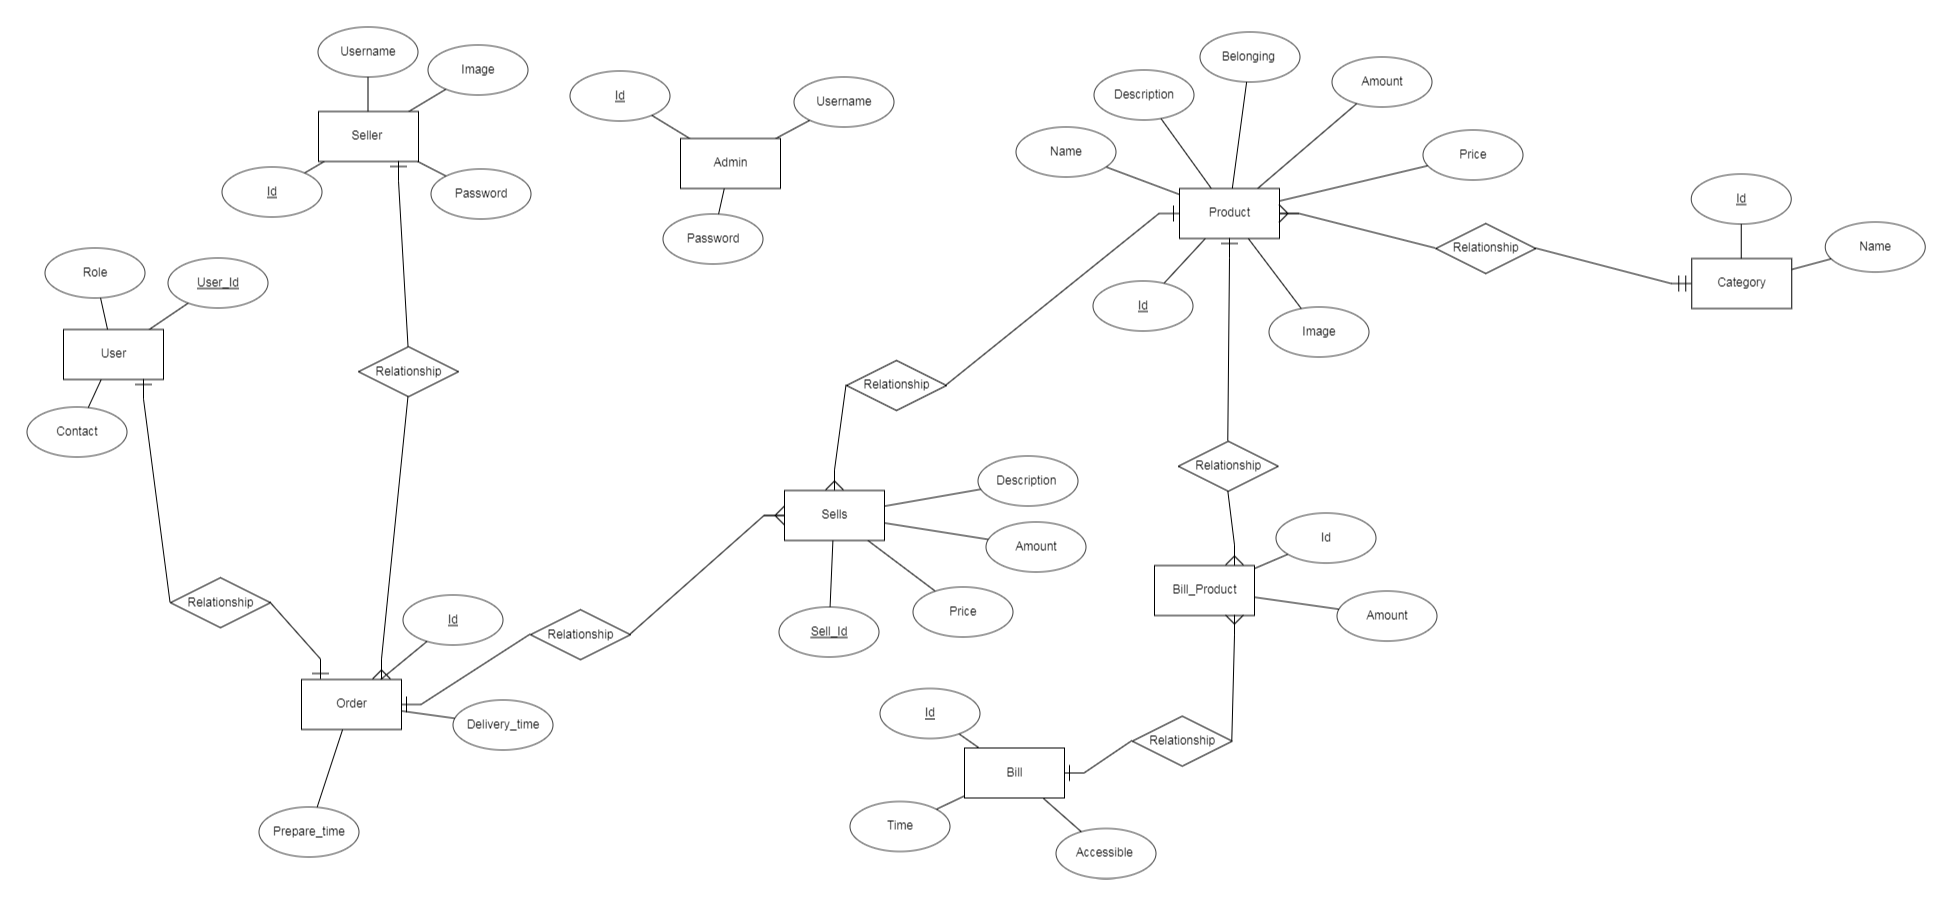 Username
Image
Seller
Id
Password
Id
Username
Admin
Password
Belonging
Amount
Description
Name
Price
Product
Id
Image
Relationship
Id
Name
Category
Role
User_Id
User
Contact
Relationship
Relationship
Relationship
Relationship
Description
Sells
Amount
Price
Sell_Id
Id
Bill_Product
Amount
Relationship
Relationship
Id
Order
Delivery_time
Prepare_time
Id
Relationship
Bill
Time
Accessible